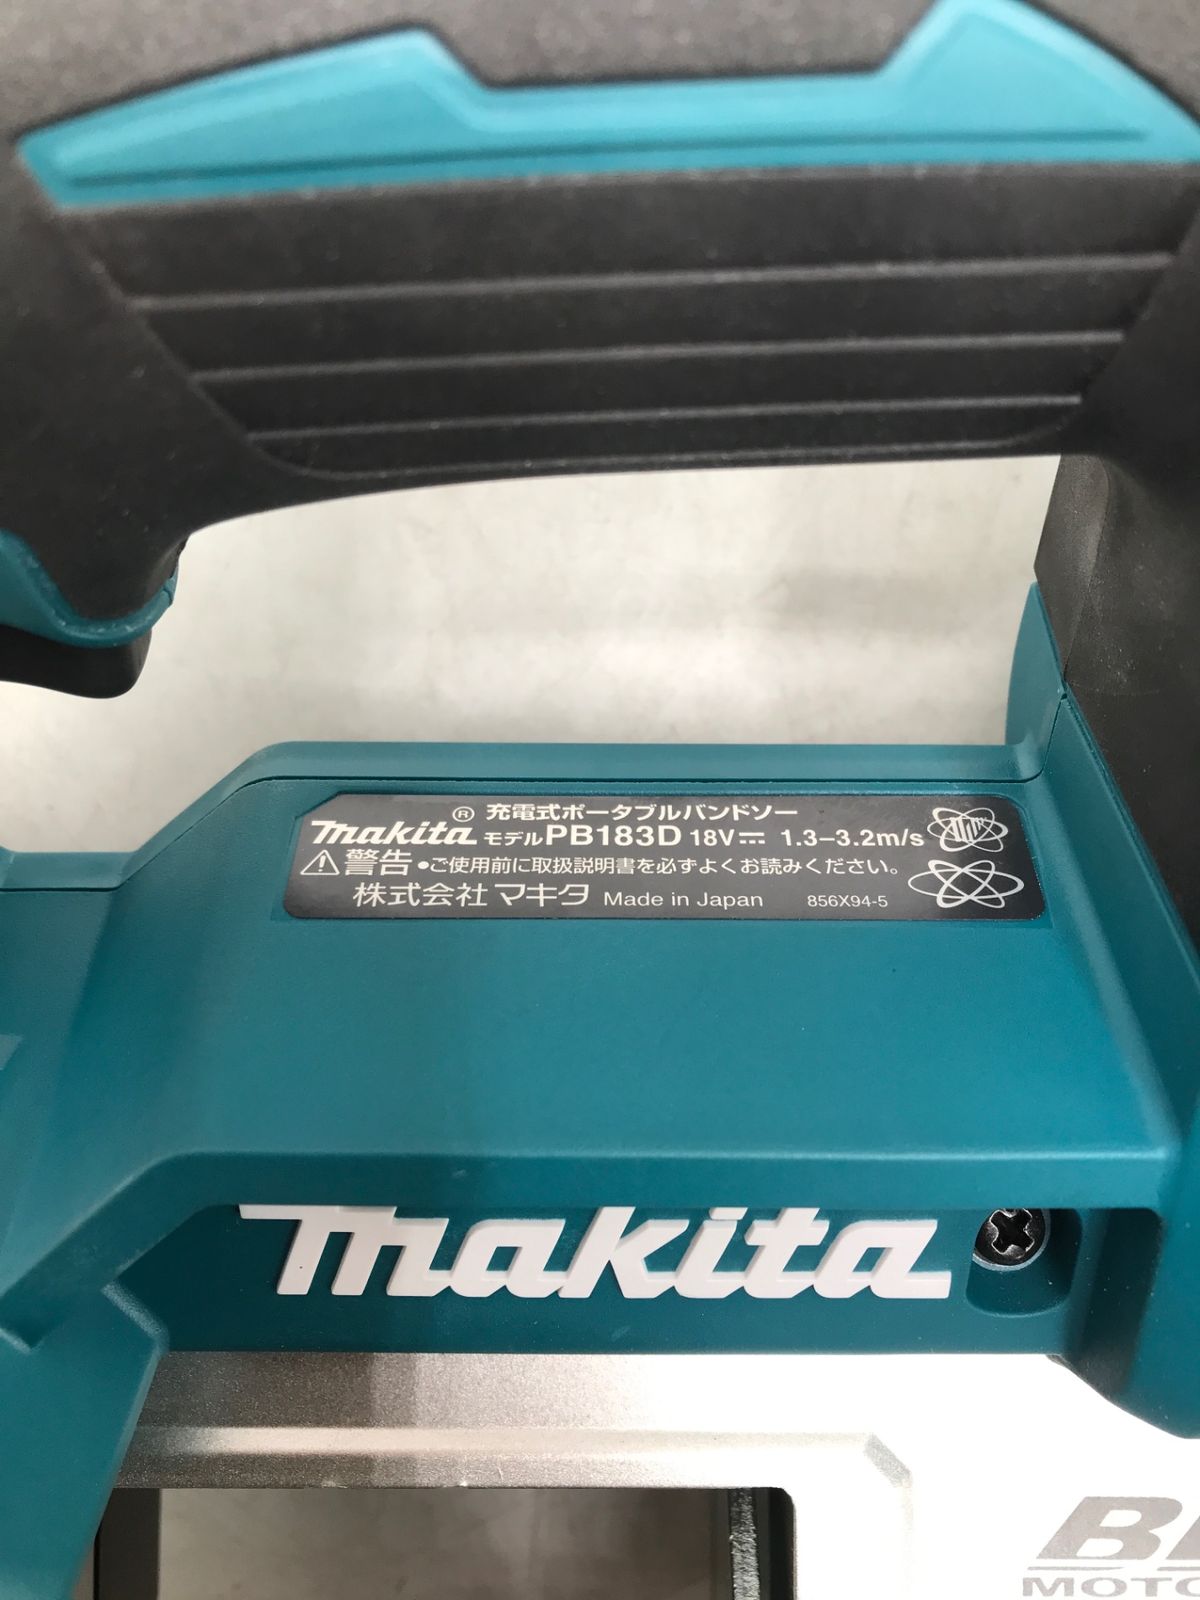 ® 充電式ポータブルバンドソー
makita モデルPB183D 18V⎓ 1.3–3.2m/s
警告 •ご使用前に取扱説明書を必ずよくお読みください。
株式会社 マキタ Made in Japan 856X94-5
makita